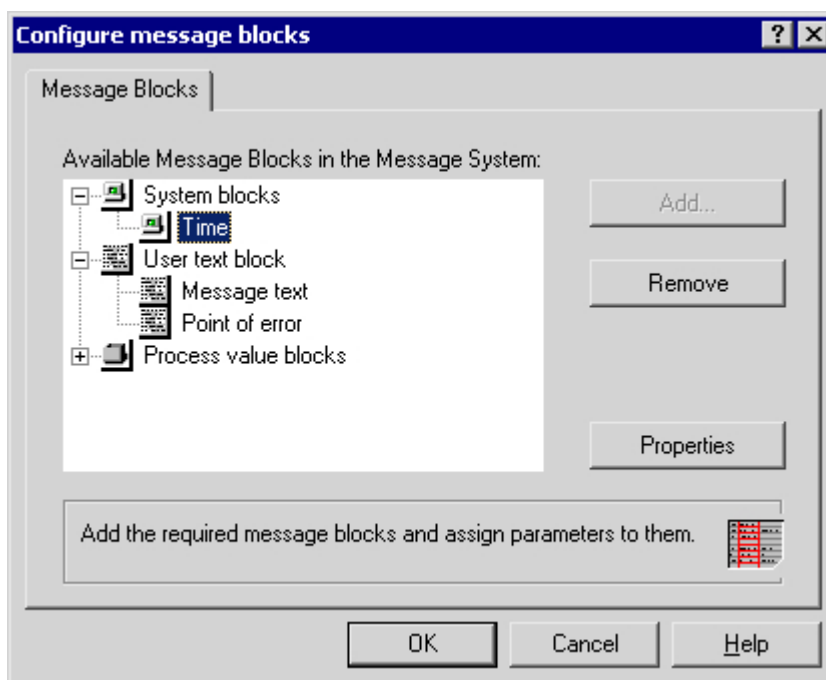 Configure message blocks
Message Blocks
Available Message Blocks in the Message System:
System blocks
Time
User text block
Message text
Point of error
Process value blocks
Add...
Remove
Properties
Add the required message blocks and assign parameters to them.
OK
Cancel
Help